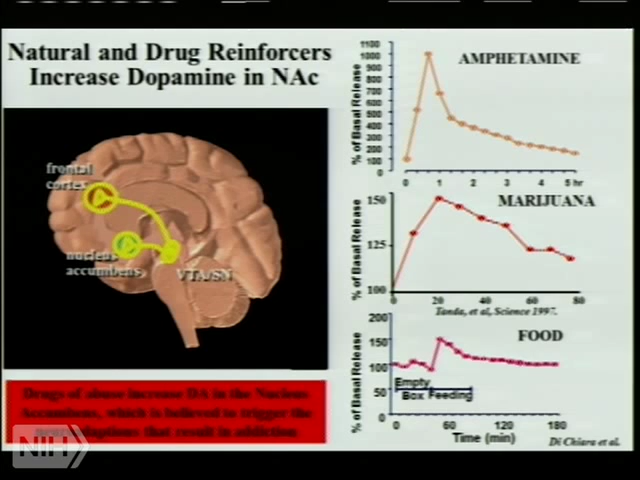 Natural and Drug Reinforcers
Increase Dopamine in NAc
frontal
cortex
nucleus
accumbens
VTA/SN
Drugs of abuse increase DA in the Nucleus
Accumbens, which is believed to trigger the
that result in addiction
NIH
AMPHETAMINE
% of Basal Release
1100
1000
900
800
700
600
500
400
300
200
100
0
0 1 2 3 4 5 hr
MARIJUANA
% of Basal Release
150
125
100
0 20 40 60 80
Tanda, et al, Science 1997.
FOOD
% of Basal Release
200
150
100
50
0
Empty
Box Feeding
0 60 120 180
Time (min)
Di Chiara et al.